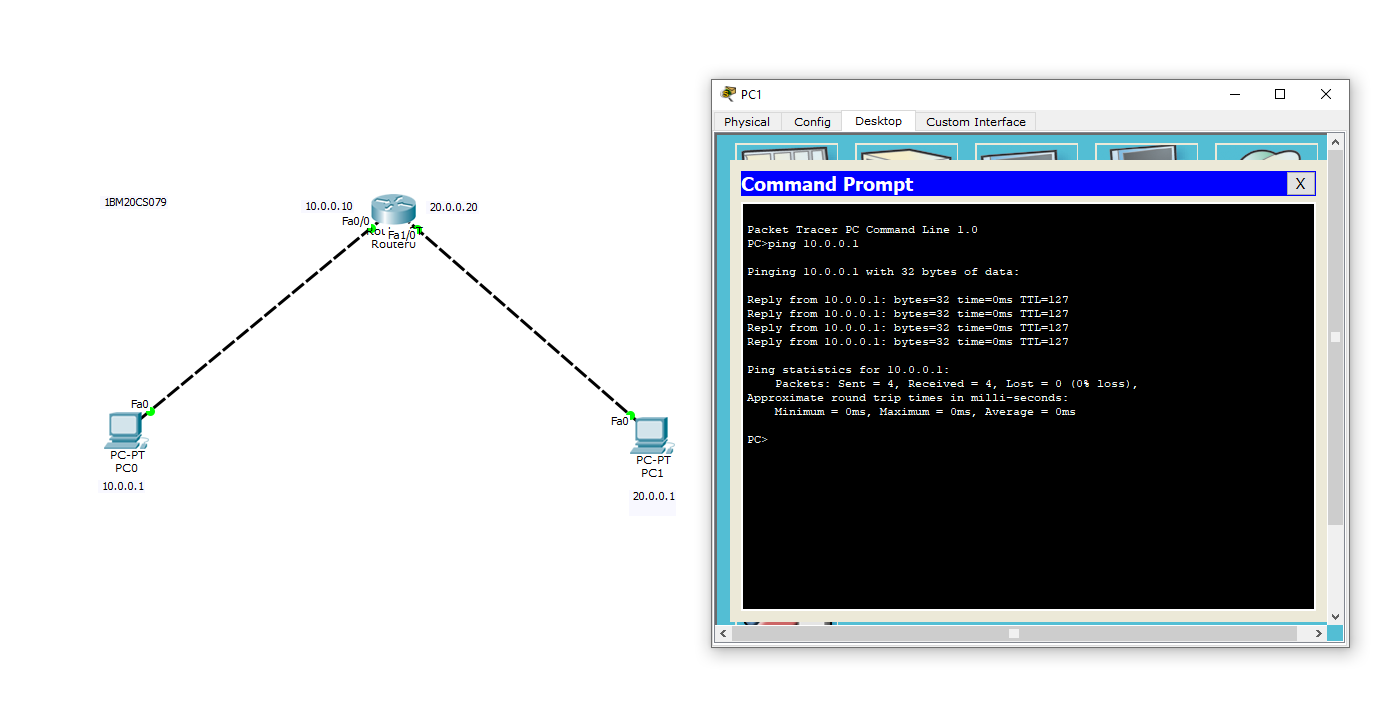 1BM20CS079
10.0.0.10
20.0.0.20
Fa0/0
Fa1/0
Router0
Fa0
PC-PT
PC0
10.0.0.1
Fa0
PC-PT
PC1
20.0.0.1
PC1
Physical Config Desktop Custom Interface
Command Prompt X
Packet Tracer PC Command Line 1.0
PC>ping 10.0.0.1
Pinging 10.0.0.1 with 32 bytes of data:
Reply from 10.0.0.1: bytes=32 time=0ms TTL=127
Reply from 10.0.0.1: bytes=32 time=0ms TTL=127
Reply from 10.0.0.1: bytes=32 time=0ms TTL=127
Reply from 10.0.0.1: bytes=32 time=0ms TTL=127
Ping statistics for 10.0.0.1:
Packets: Sent = 4, Received = 4, Lost = 0 (0% loss),
Approximate round trip times in milli-seconds:
Minimum = 0ms, Maximum = 0ms, Average = 0ms
PC>